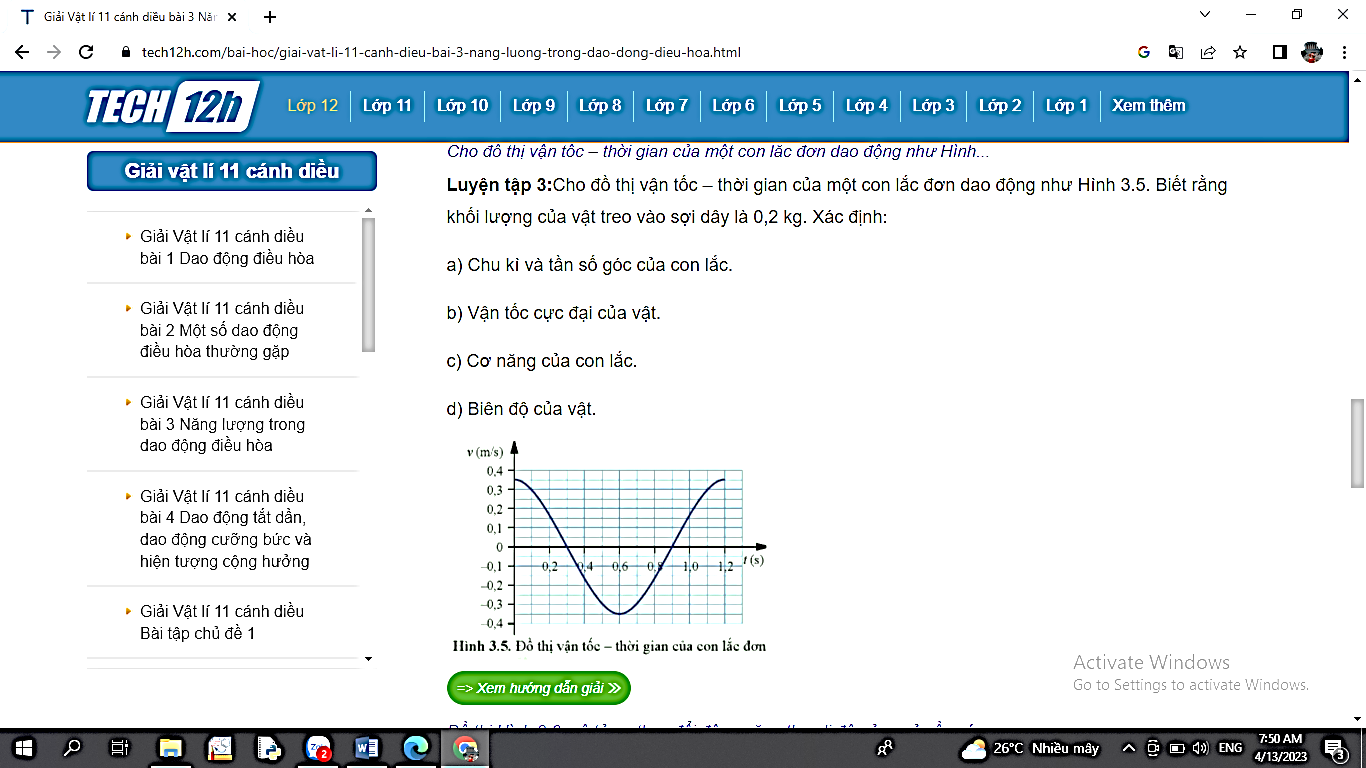 Giải Vật lí 11 cánh diều bài 3 Năn
tech12h.com/bai-hoc/giai-vat-li-11-canh-dieu-bai-3-nang-luong-trong-dao-dong-dieu-hoa.html
TECH 12h
Lớp 12 Lớp 11 Lớp 10 Lớp 9 Lớp 8 Lớp 7 Lớp 6 Lớp 5 Lớp 4 Lớp 3 Lớp 2 Lớp 1 Xem thêm
Giải vật lí 11 cánh diều
Giải Vật lí 11 cánh diều
bài 1 Dao động điều hòa
Giải Vật lí 11 cánh diều
bài 2 Một số dao động
điều hòa thường gặp
Giải Vật lí 11 cánh diều
bài 3 Năng lượng trong
dao động điều hòa
Giải Vật lí 11 cánh diều
bài 4 Dao động tắt dần,
dao động cưỡng bức và
hiện tượng cộng hưởng
Giải Vật lí 11 cánh diều
Bài tập chủ đề 1
Cho đồ thị vận tốc – thời gian của một con lắc đơn dao động như Hình...
Luyện tập 3:Cho đồ thị vận tốc – thời gian của một con lắc đơn dao động như Hình 3.5. Biết rằng
khối lượng của vật treo vào sợi dây là 0,2 kg. Xác định:
a) Chu kì và tần số góc của con lắc.
b) Vận tốc cực đại của vật.
c) Cơ năng của con lắc.
d) Biên độ của vật.
v (m/s)
0,4
0,3
0,2
0,1
0
–0,1
–0,2
–0,3
–0,4
0,2 0,4 0,6 0,8 1,0 1,2 t (s)
Hình 3.5. Đồ thị vận tốc – thời gian của con lắc đơn
=> Xem hướng dẫn giải
Activate Windows
Go to Settings to activate Windows.
2
26°C Nhiều mây
ENG
7:50 AM
4/13/2023
3